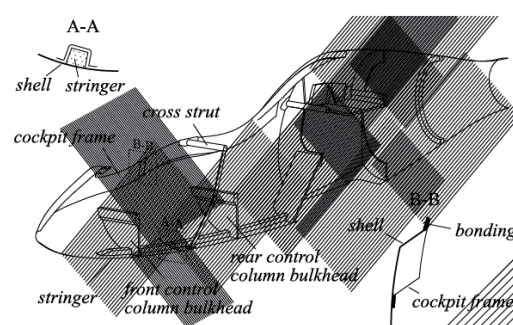 A-A
shell
stringer
cross strut
cockpit frame
B-B
A-A
B-B
shell
bonding
rear control
column bulkhead
stringer
front control
column bulkhead
cockpit frame